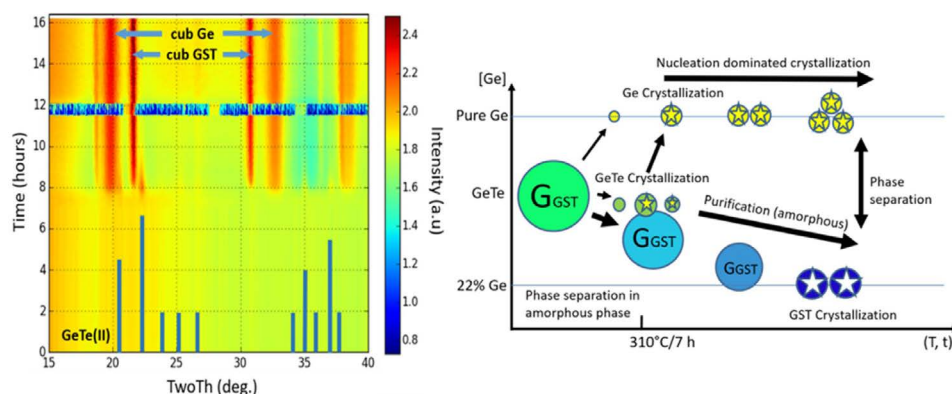 16
14
12
10
8
6
4
2
0
Time (hours)
cub Ge
cub GST
GeTe(II)
15
20
25
30
35
40
TwoTh (deg.)
2.4
2.2
2.0
1.8
1.6
1.4
1.2
1.0
0.8
Intensity (a.u)
[Ge]
Nucleation dominated crystallization
Ge Crystallization
Pure Ge
GeTe Crystallization
GeTe
GGST
Purification (amorphous)
Phase
separation
GGST
GGST
22% Ge
Phase separation in
amorphous phase
GST Crystallization
310°C/7 h
(T, t)